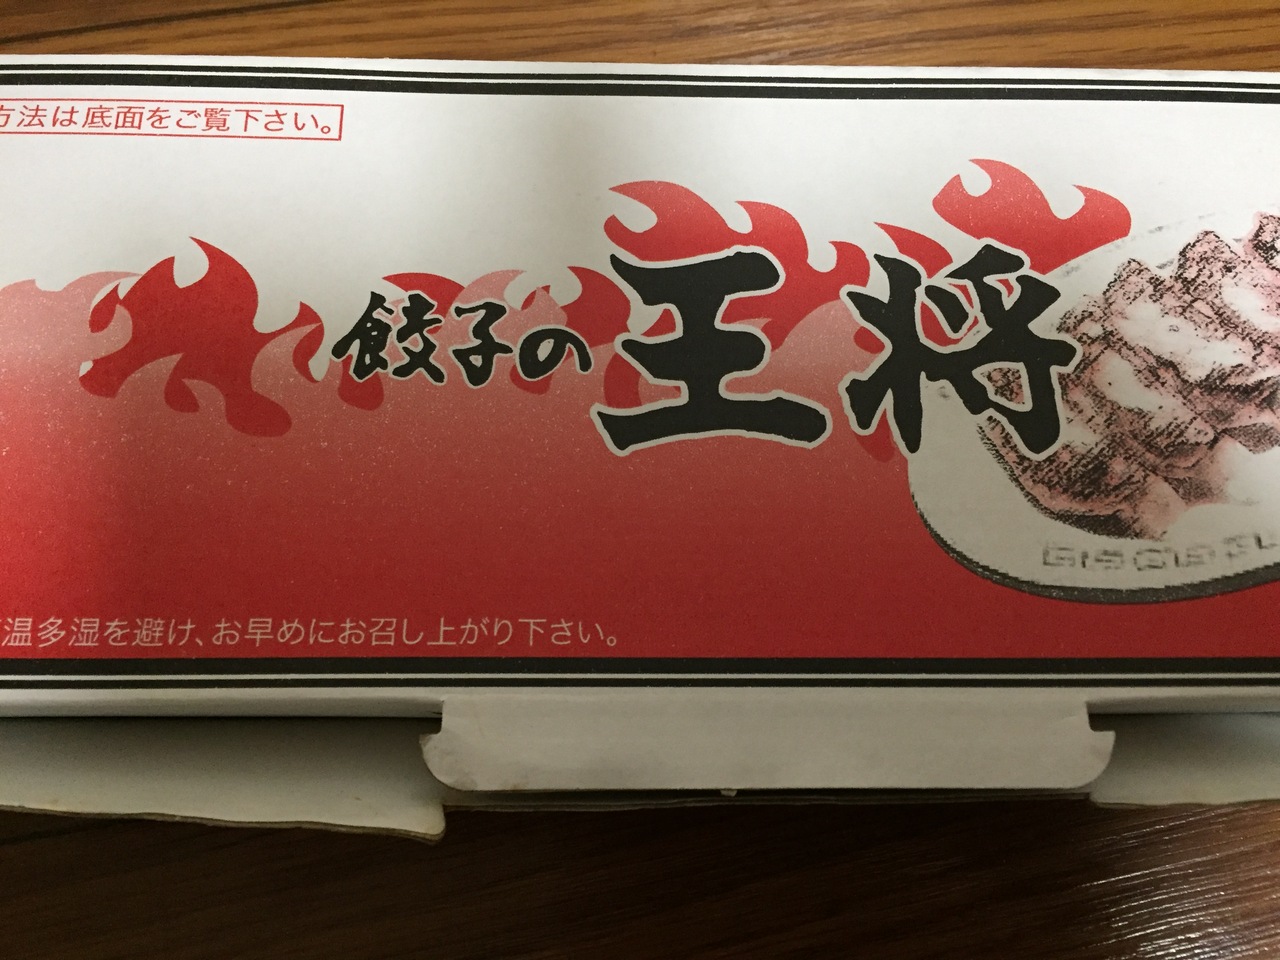 方法は底面をご覧下さい。
餃子の王将
温多湿を避け、お早めにお召し上がり下さい。